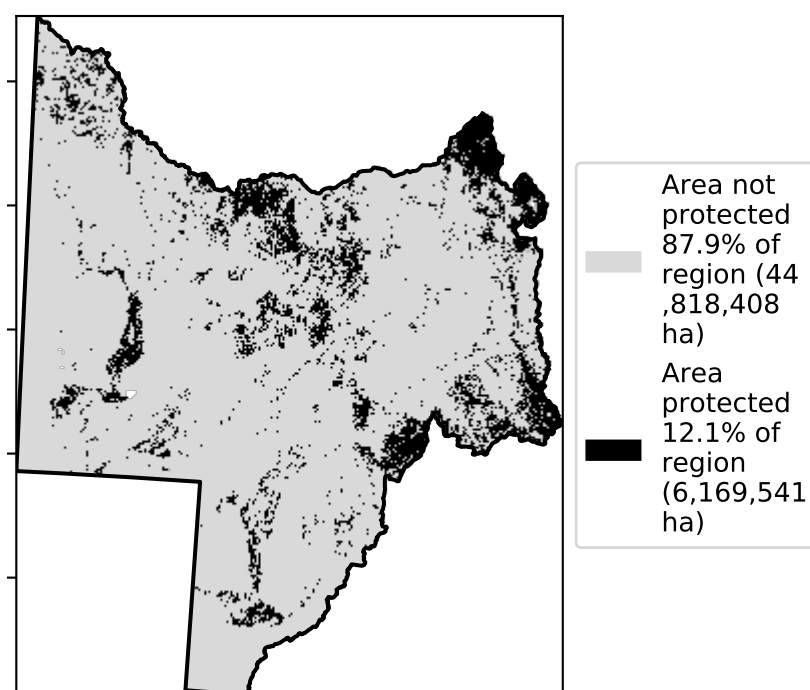 Area not
protected
87.9% of
region (44
,818,408
ha)
Area
protected
12.1% of
region
(6,169,541
ha)